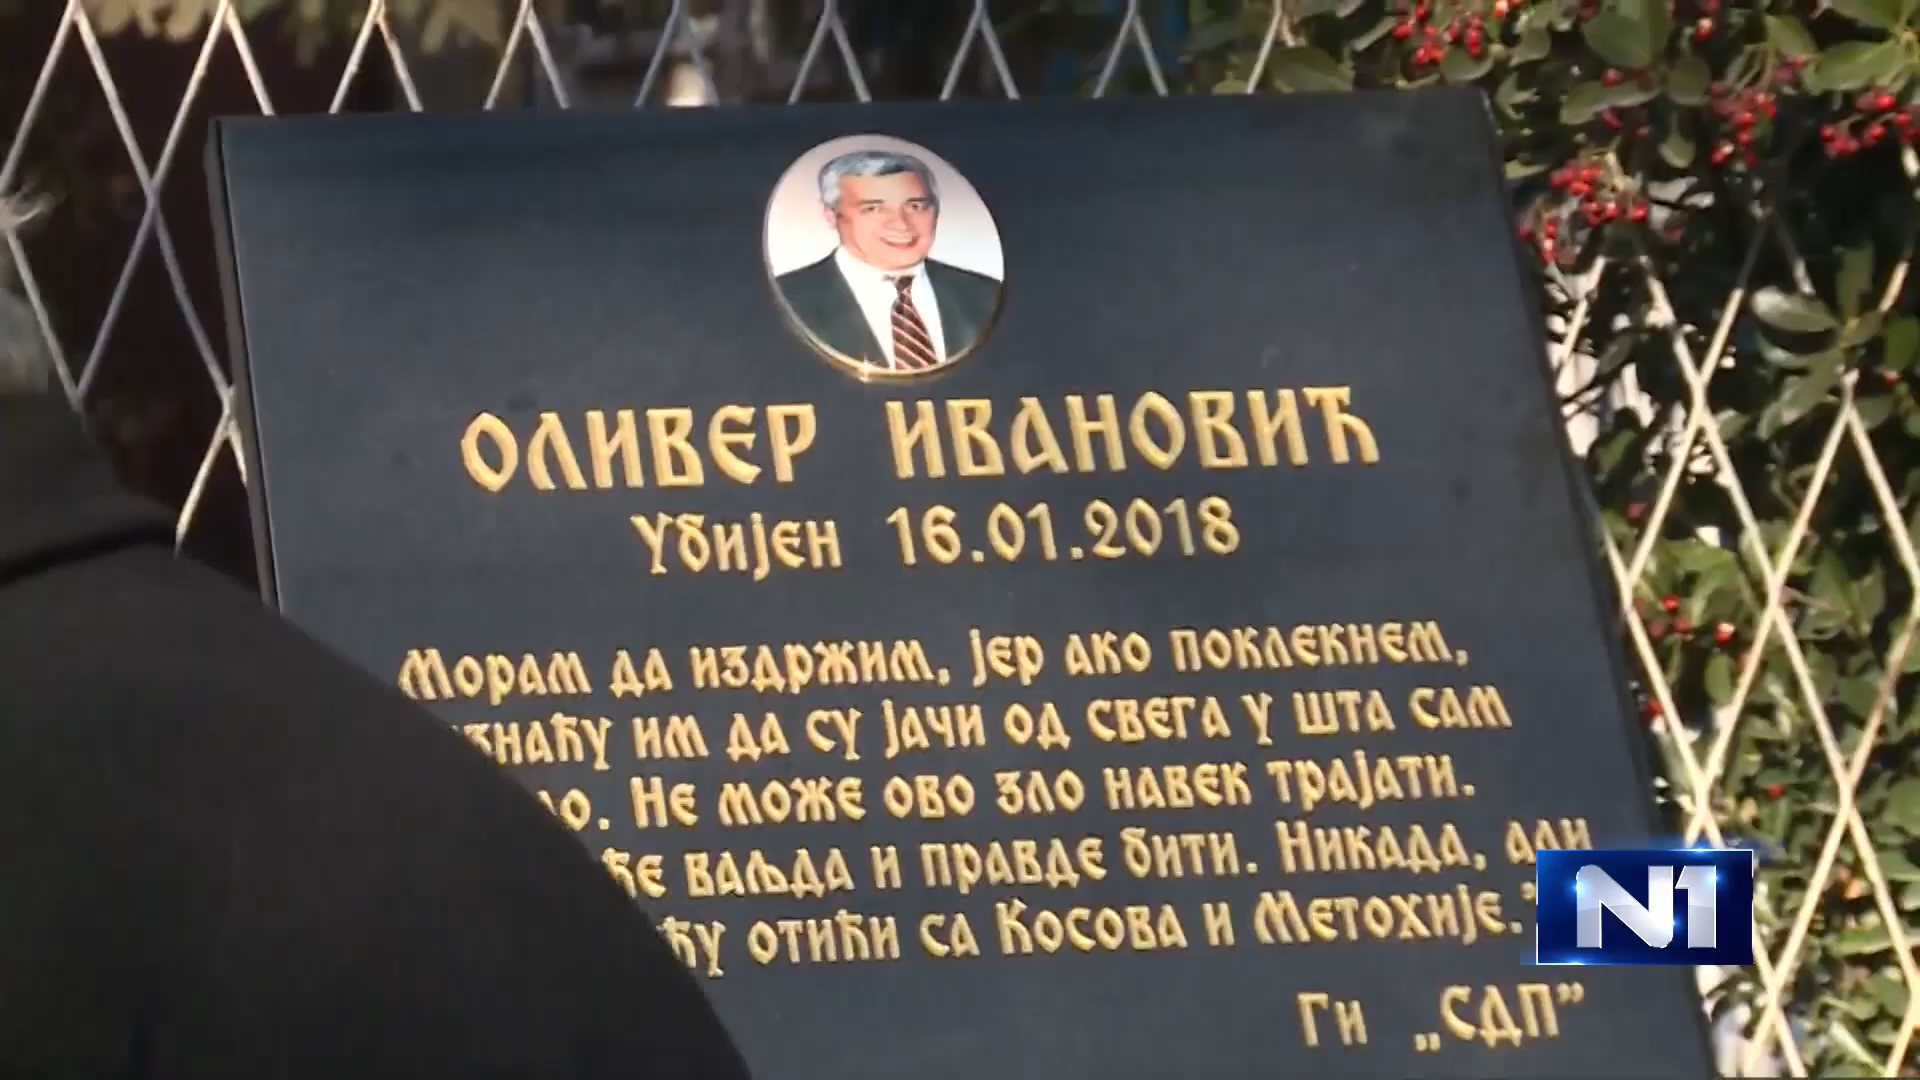 ОЛИВЕР ИВАНОВИЋ
Убијен 16.01.2018
Морам да издржим, јер ако поклекнем,
им да су јачи од свега у шта сам
Не може ово зло навек трајати.
ваљда и правде бити. Никада, али
отићи са Косова и Метохије."
ГИ „СДП”
N1